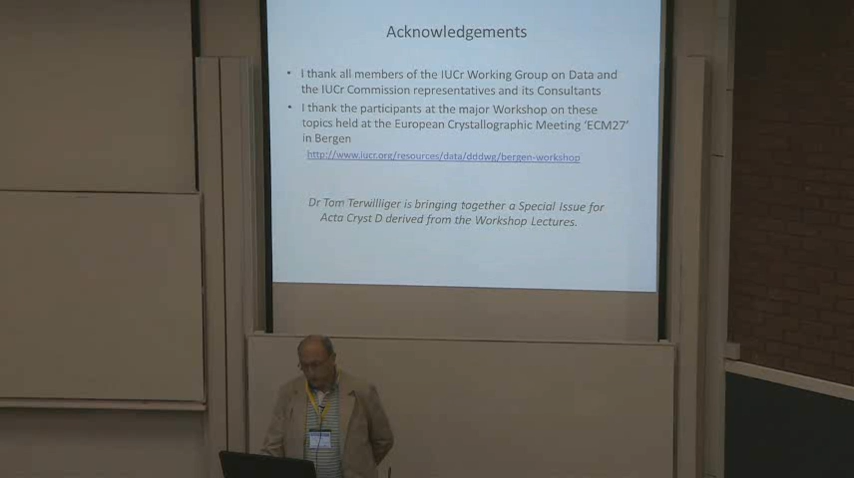 Acknowledgements
• I thank all members of the IUCr Working Group on Data and
the IUCr Commission representatives and its Consultants
• I thank the participants at the major Workshop on these
topics held at the European Crystallographic Meeting 'ECM27'
in Bergen
http://www.iucr.org/resources/data/dddwg/bergen-workshop
Dr Tom Terwilliger is bringing together a Special Issue for
Acta Cryst D derived from the Workshop Lectures.